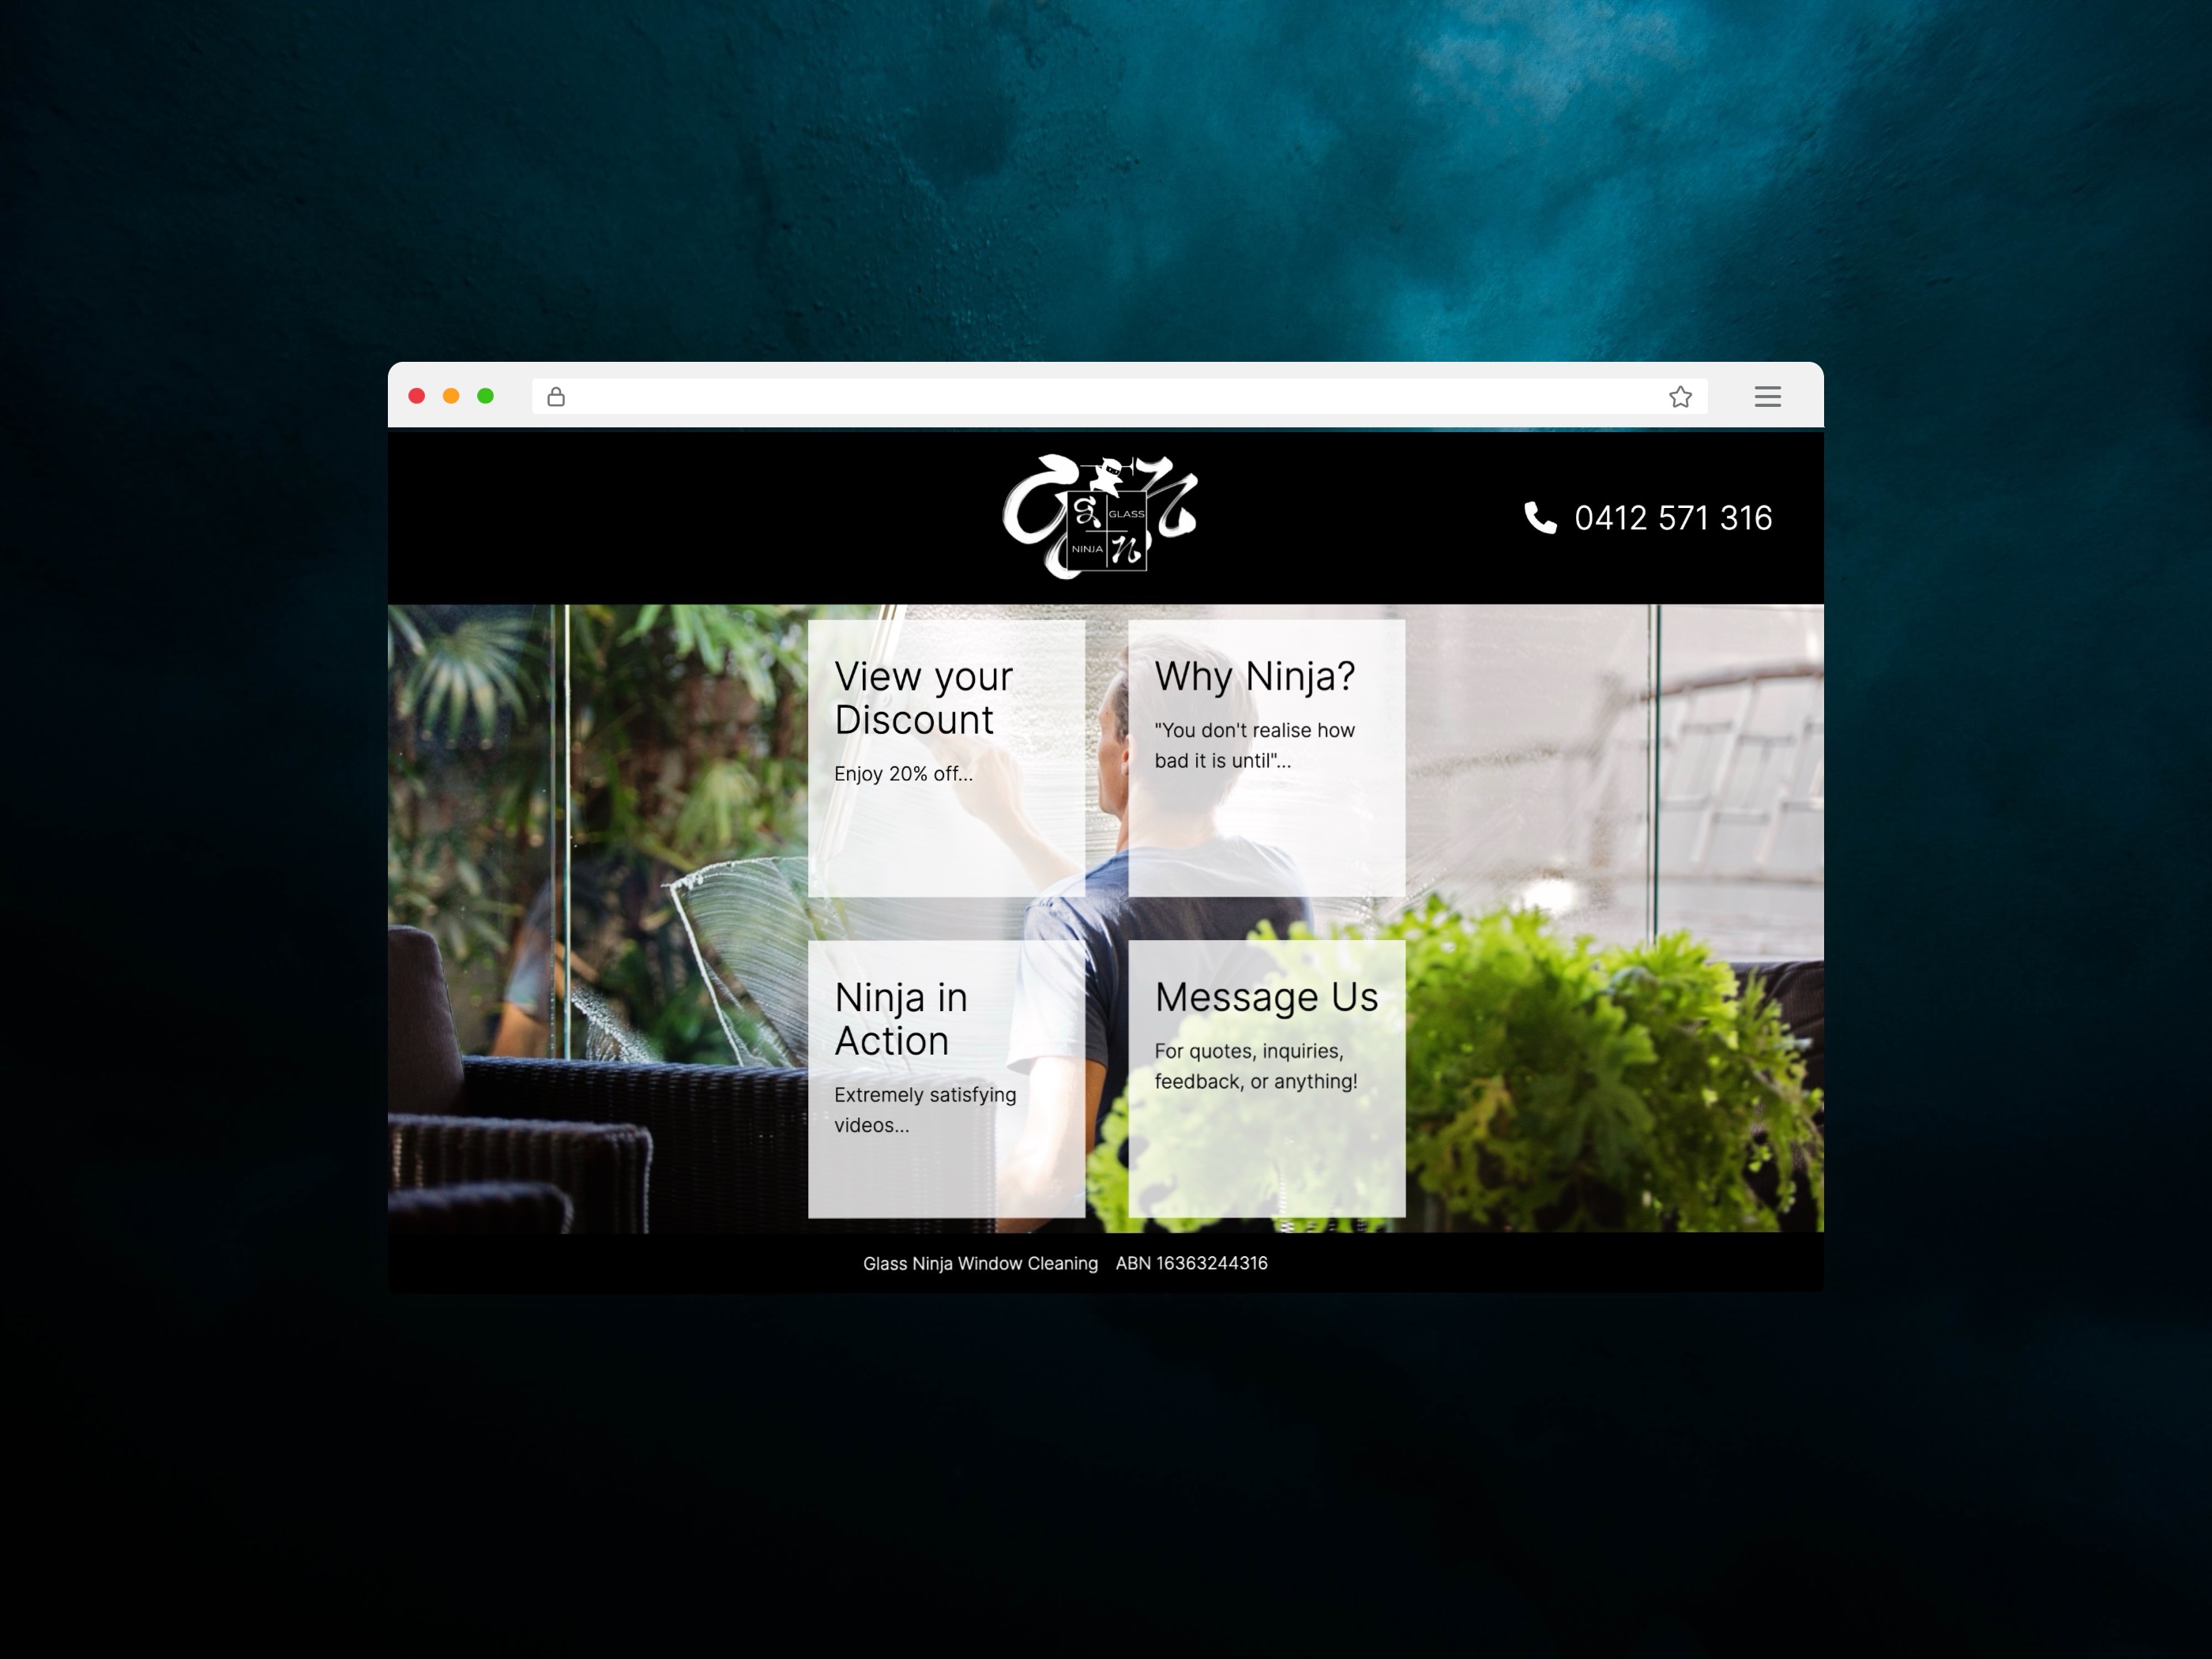 GLASS
NINJA
0412 571 316
View your
Discount
Enjoy 20% off...
Why Ninja?
"You don't realise how
bad it is until"...
Ninja in
Action
Extremely satisfying
videos...
Message Us
For quotes, inquiries,
feedback, or anything!
Glass Ninja Window Cleaning ABN 16363244316